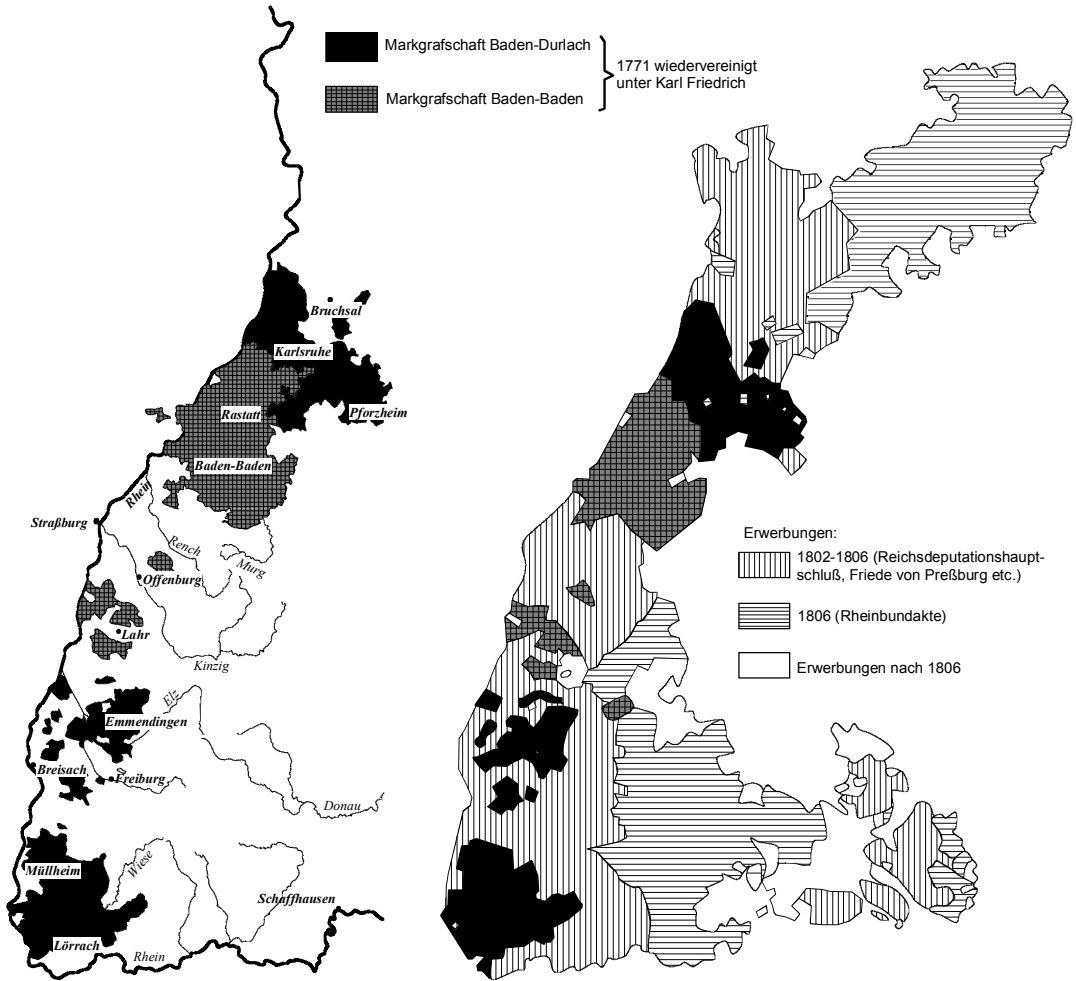 Markgrafschaft Baden-Durlach
Markgrafschaft Baden-Baden
1771 wiedervereinigt
unter Karl Friedrich
Bruchsal
Karlsruhe
Rastatt
Pforzheim
Baden-Baden
Rhein
Straßburg
Rench
Murg
Offenburg
Lahr
Kinzig
Elz
Emmendingen
Breisach
Freiburg
Donau
Müllheim
Wiese
Schaffhausen
Lörrach
Rhein
Erwerbungen:
1802-1806 (Reichsdeputationshaupt-
schluß, Friede von Preßburg etc.)
1806 (Rheinbundakte)
Erwerbungen nach 1806